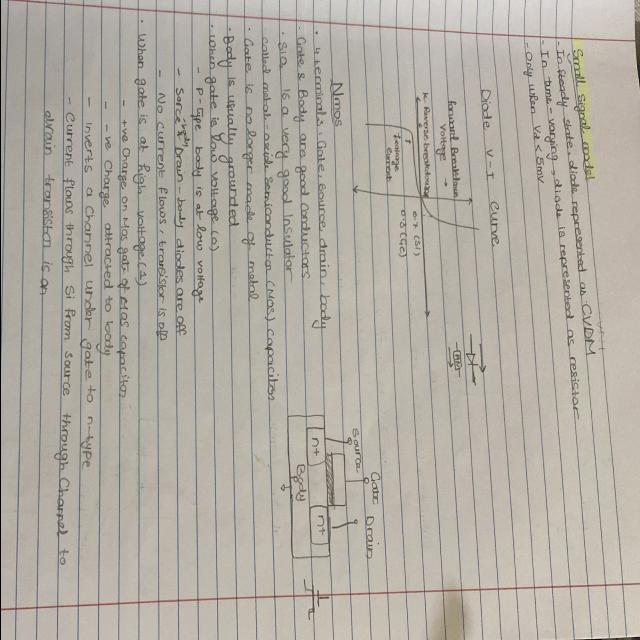 Small signal model
- In steady state, diode represented as CVDM
- In time-varying → diode is represented as resistor
- only when Vd < 5mV
Diode V-I Curve
forward Breakdown
voltage →
0.7 (Si)
0.3 (Ge)
Reverse breakdown
Leakage
current
Nmos
· 4 terminals: Gate, source, drain, body
· Gate & Body are good conductors
· SiO2 is a very good insulator
called metal-oxide semiconductor (MOS) capacitor
· Gate is no longer made of metal
· Body is usually grounded
· When gate is at low voltage (0)
- P-type body is at low voltage
- Source-body & drain-body diodes are off
- No current flows, transistor is off
· When gate is at high voltage (1)
- +ve charge on gate of MOS capacitor
- -ve charge attracted to body
- Inverts a channel under gate to n-type
- Current flows through Si from source through channel to
drain transistor is on
Source
Gate
Drain
n+
n+
Body